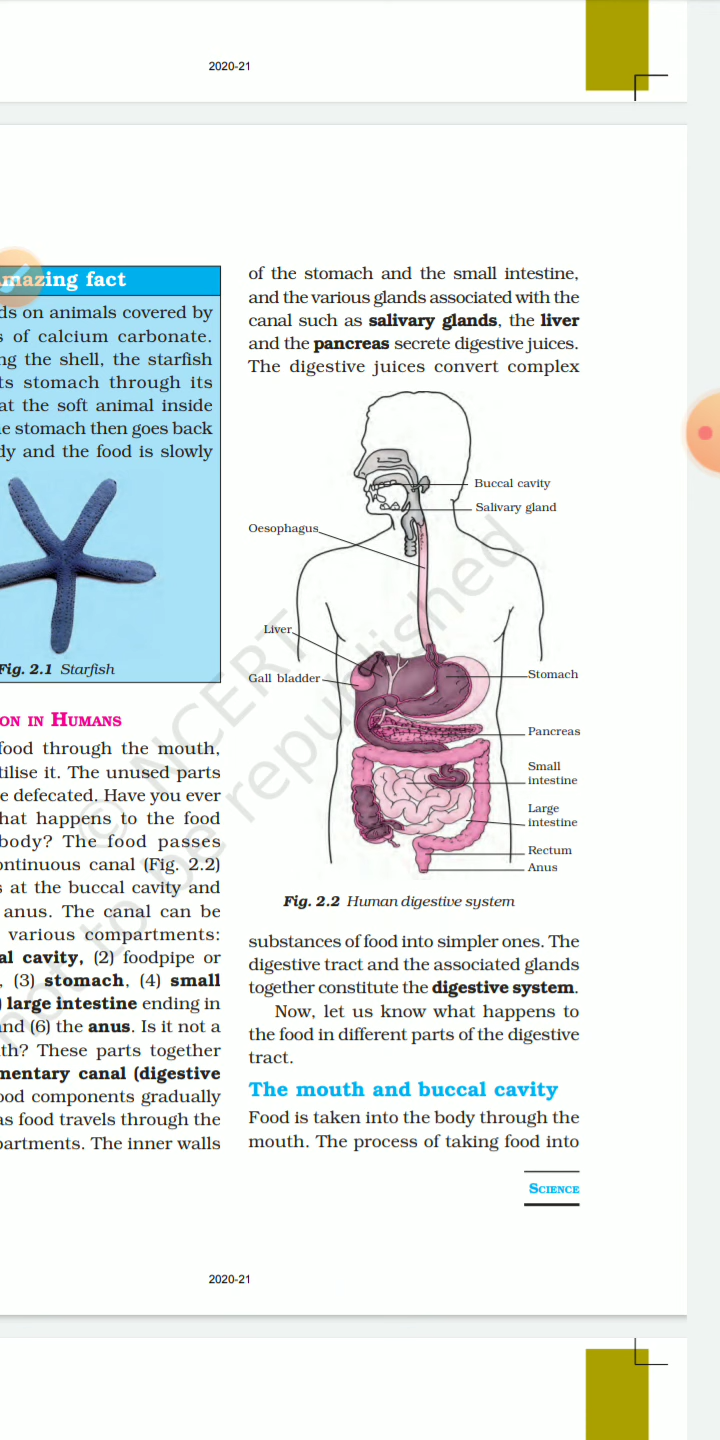 2020-21
amazing fact
ds on animals covered by
s of calcium carbonate.
ng the shell, the starfish
ts stomach through its
at the soft animal inside
e stomach then goes back
dy and the food is slowly
Fig. 2.1 Starfish
ON IN HUMANS
food through the mouth,
tilise it. The unused parts
e defecated. Have you ever
hat happens to the food
body? The food passes
ontinuous canal (Fig. 2.2)
s at the buccal cavity and
anus. The canal can be
various compartments:
al cavity, (2) foodpipe or
, (3) stomach, (4) small
) large intestine ending in
nd (6) the anus. Is it not a
th? These parts together
mentary canal (digestive
ood components gradually
as food travels through the
partments. The inner walls
of the stomach and the small intestine,
and the various glands associated with the
canal such as salivary glands, the liver
and the pancreas secrete digestive juices.
The digestive juices convert complex
Buccal cavity
Salivary gland
Oesophagus
Liver
Gall bladder
Stomach
Pancreas
Small
intestine
Large
intestine
Rectum
Anus
Fig. 2.2 Human digestive system
substances of food into simpler ones. The
digestive tract and the associated glands
together constitute the digestive system.
Now, let us know what happens to
the food in different parts of the digestive
tract.
The mouth and buccal cavity
Food is taken into the body through the
mouth. The process of taking food into
SCIENCE
2020-21
© NCERT
not to be republished